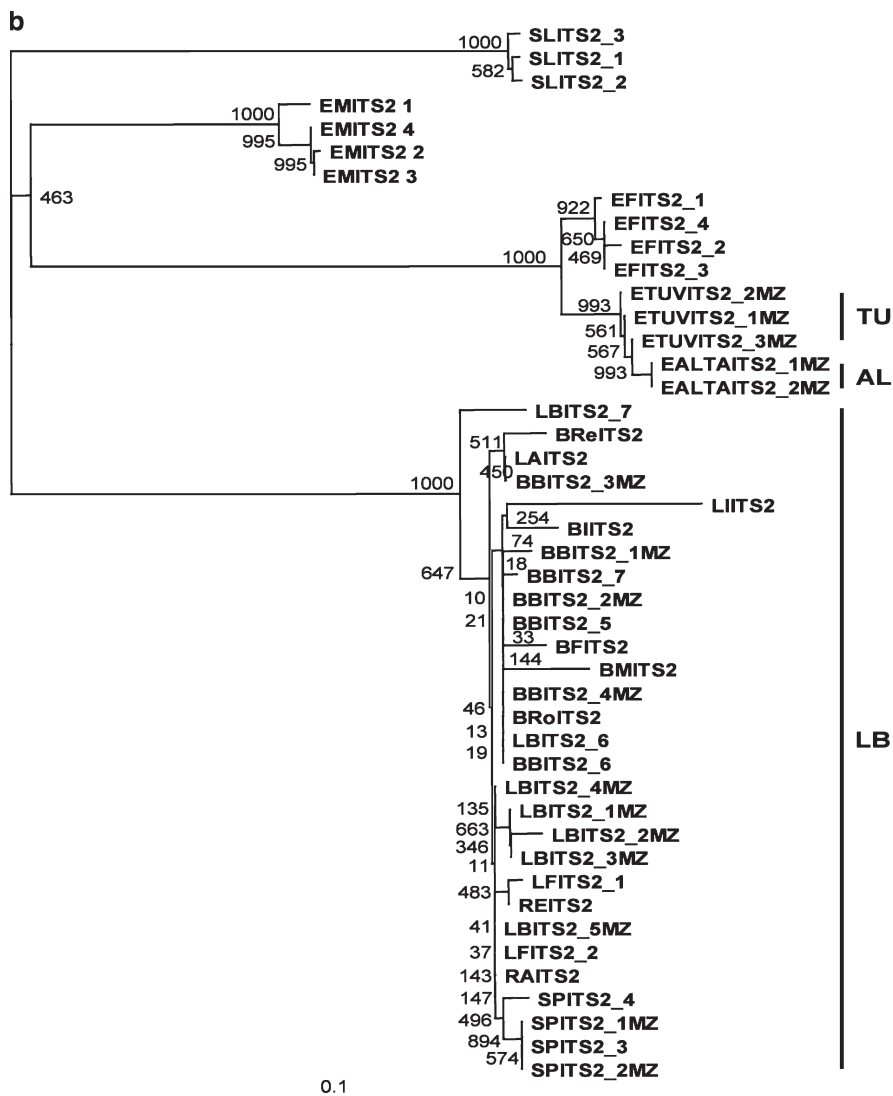 b
1000
SLITS2_3
SLITS2_1
582
SLITS2_2
1000
EMITS2 1
EMITS2 4
995
EMITS2 2
995
EMITS2 3
463
922
EFITS2_1
EFITS2_4
650
EFITS2_2
469
EFITS2_3
1000
ETUVITS2_2MZ
993
ETUVITS2_1MZ
561
TU
ETUVITS2_3MZ
567
EALTAITS2_1MZ
993
AL
EALTAITS2_2MZ
LBITS2_7
511
BReITS2
LAITS2
450
BBITS2_3MZ
1000
LIITS2
254
BIITS2
74
BBITS2_1MZ
18
BBITS2_7
647
10
BBITS2_2MZ
21
BBITS2_5
33
BFITS2
144
BMITS2
BBITS2_4MZ
46
BRoITS2
13
LBITS2_6
LB
19
BBITS2_6
LBITS2_4MZ
135
LBITS2_1MZ
663
LBITS2_2MZ
346
LBITS2_3MZ
11
LFITS2_1
483
REITS2
41
LBITS2_5MZ
37
LFITS2_2
143
RAITS2
147
SPITS2_4
496
SPITS2_1MZ
894
SPITS2_3
574
SPITS2_2MZ
0.1